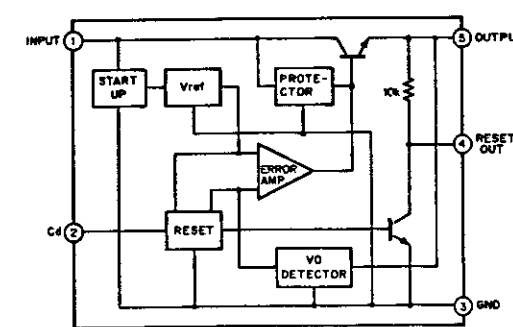 INPUT 1
5 OUTPU
START UP
Vref
PROTE-CTOR
10k
4 RESET OUT
ERROR AMP
Cd 2
RESET
VO DETECTOR
3 GND